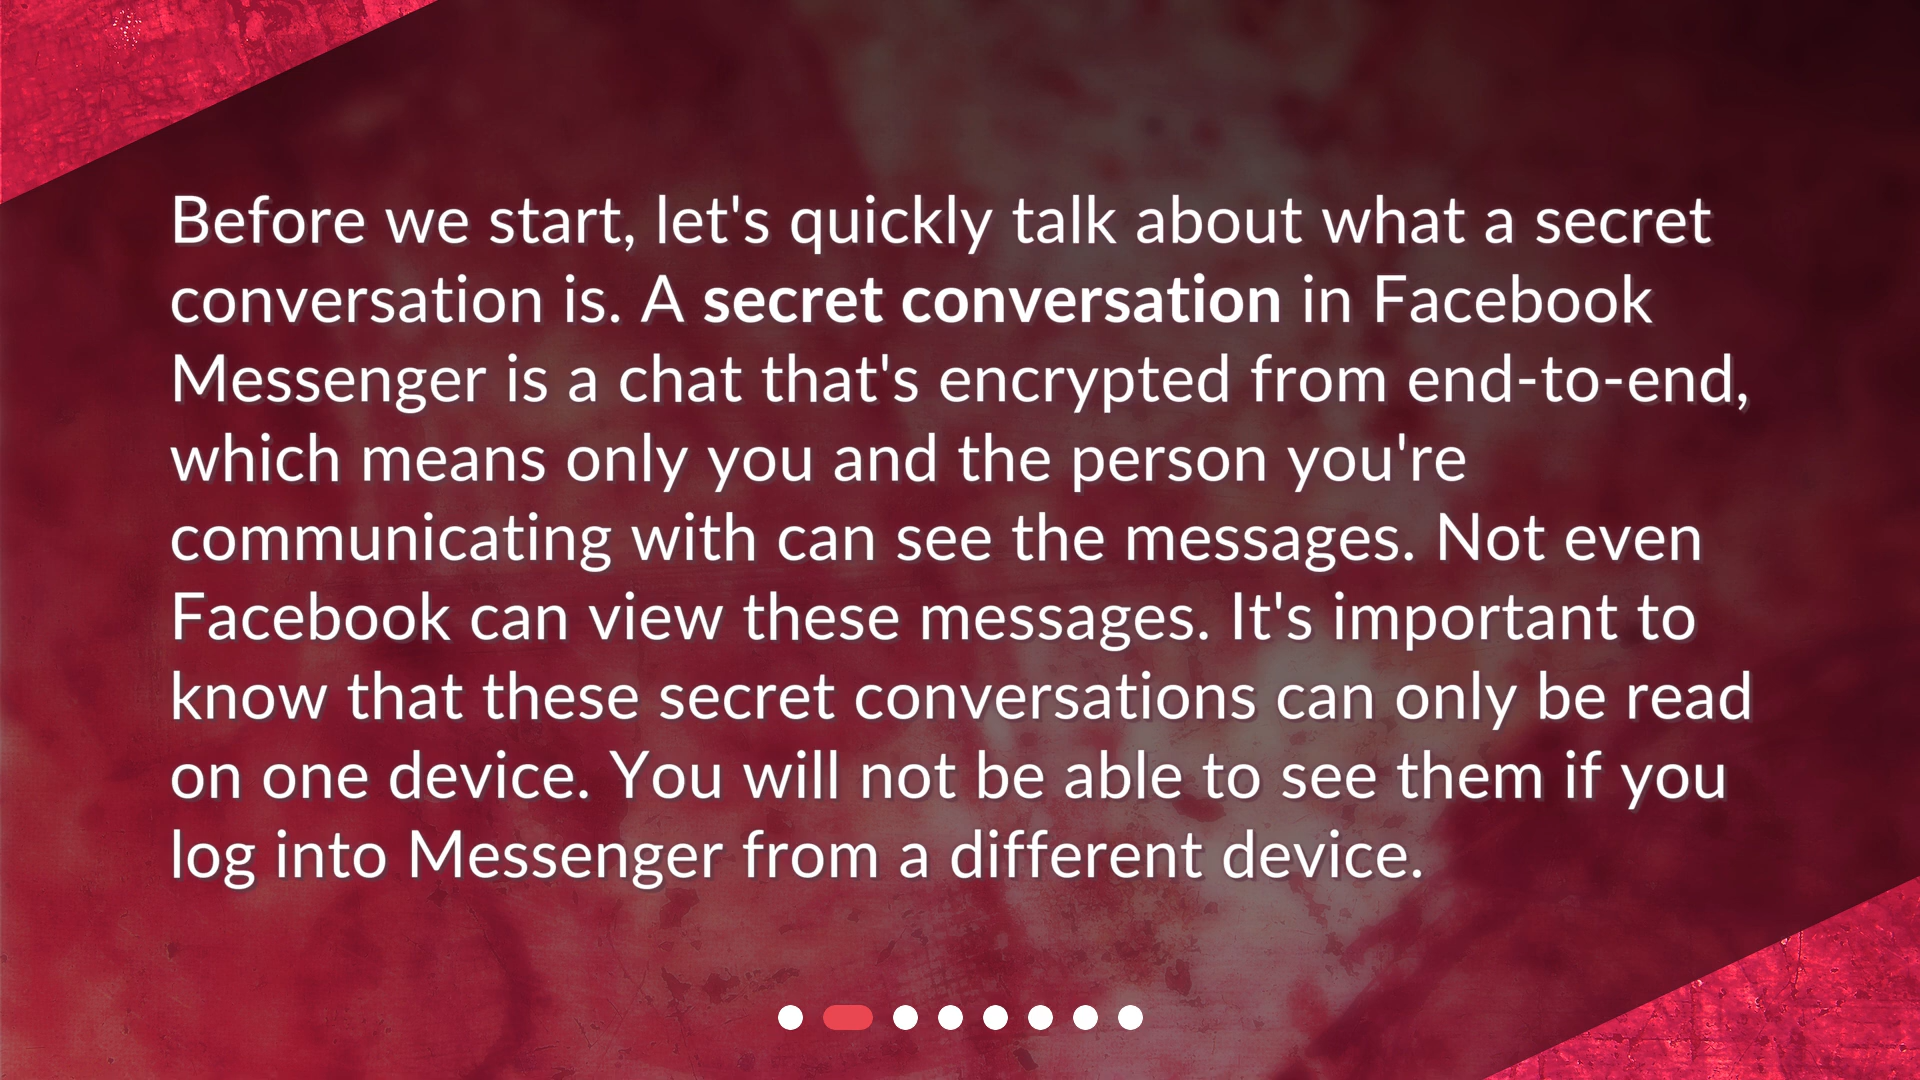 Before we start, let's quickly talk about what a secret
conversation is. A secret conversation in Facebook
Messenger is a chat that's encrypted from end-to-end,
which means only you and the person you're
communicating with can see the messages. Not even
Facebook can view these messages. It's important to
know that these secret conversations can only be read
on one device. You will not be able to see them if you
log into Messenger from a different device.